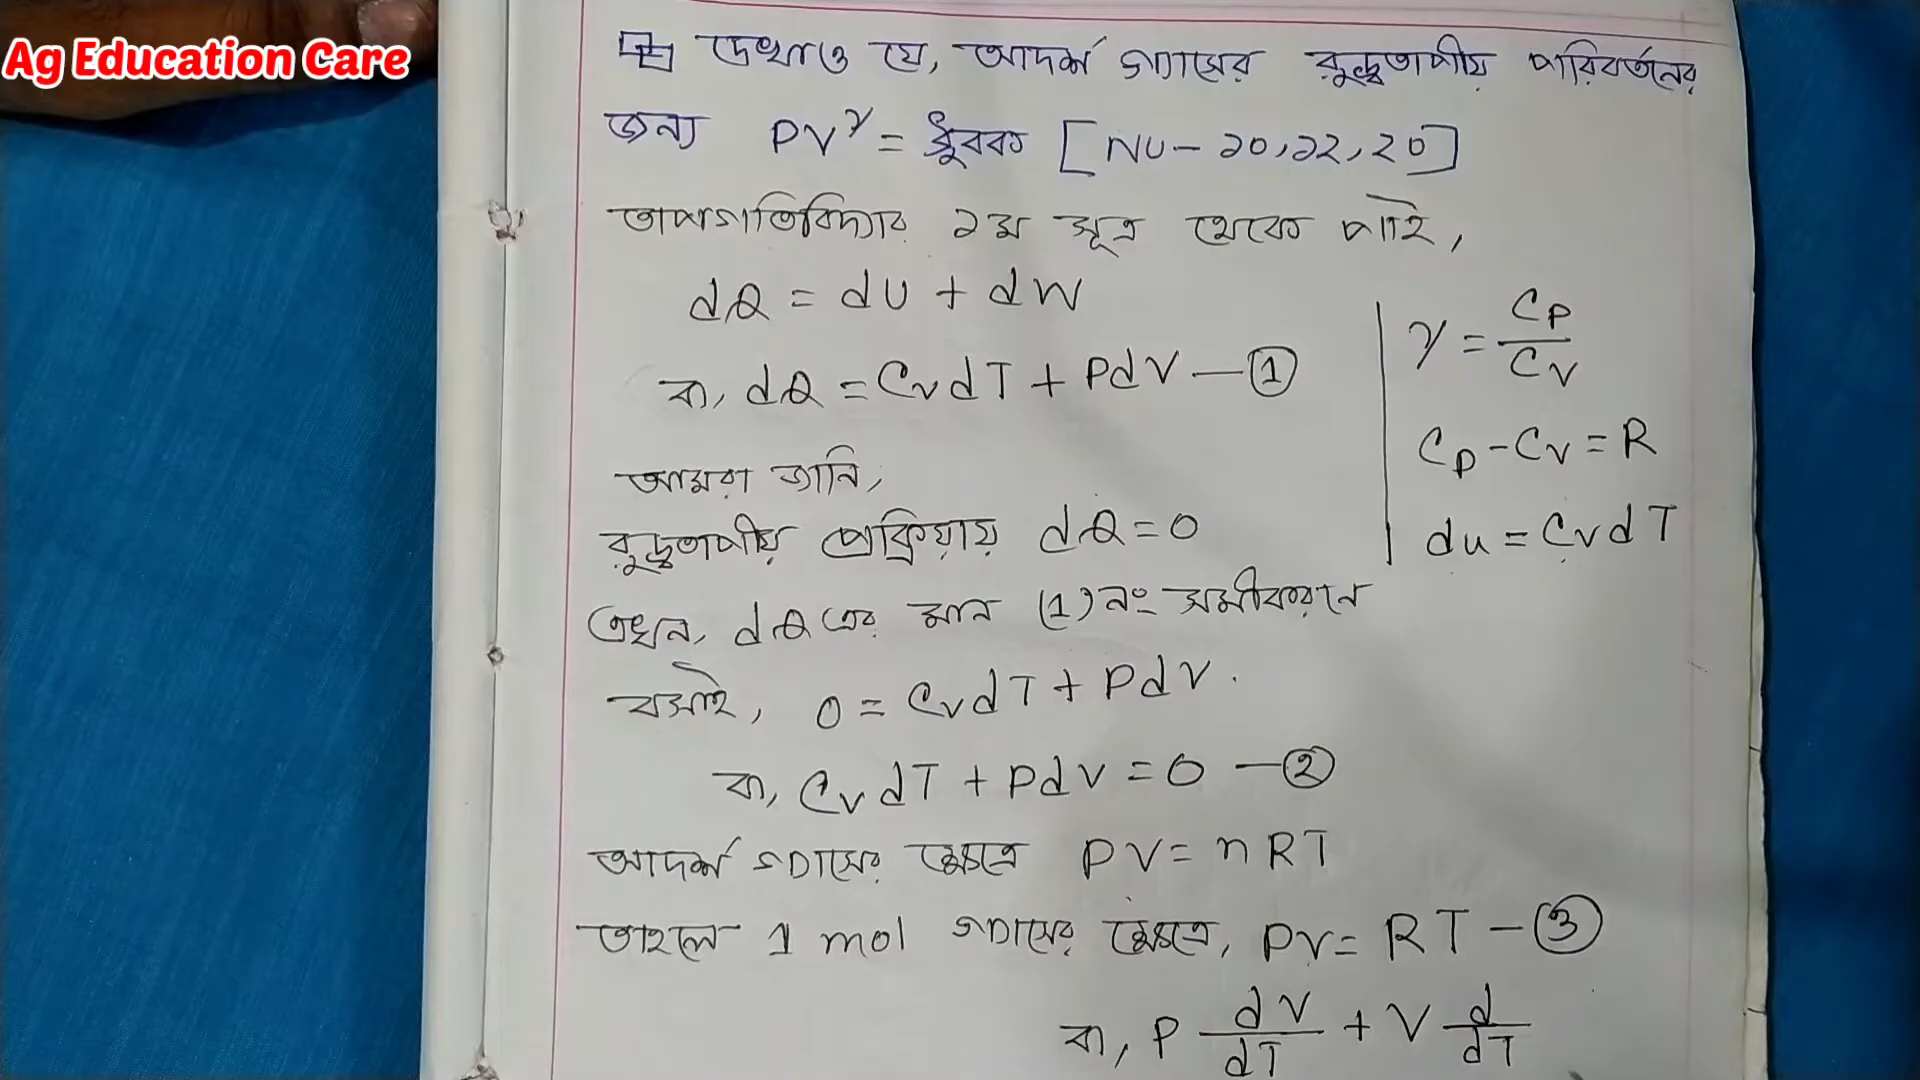 Ag Education Care
দেখাও যে, আদর্শ গ্যাসের রুদ্ধতাপীয় পরিবর্তনের
জন্য PV^γ = ধ্রুবক [NU - ১০,১২,২০]
তাপগতিবিদ্যার ১ম সূত্র থেকে পাই,
dQ = dU + dW
বা, dQ = CvdT + PdV — ①
আমরা জানি,
রুদ্ধতাপীয় প্রক্রিয়ায় dQ = 0
এখন, dQ এর মান (1) নং সমীকরণে
বসাই, 0 = CvdT + PdV.
বা, CvdT + PdV = 0 — ②
আদর্শ গ্যাসের ক্ষেত্রে PV = nRT
তাহলে 1 mol গ্যাসের ক্ষেত্রে, PV = RT — ③
বা, P dV/dT + V d/dT
γ = CP/CV
CP - CV = R
du = CvdT